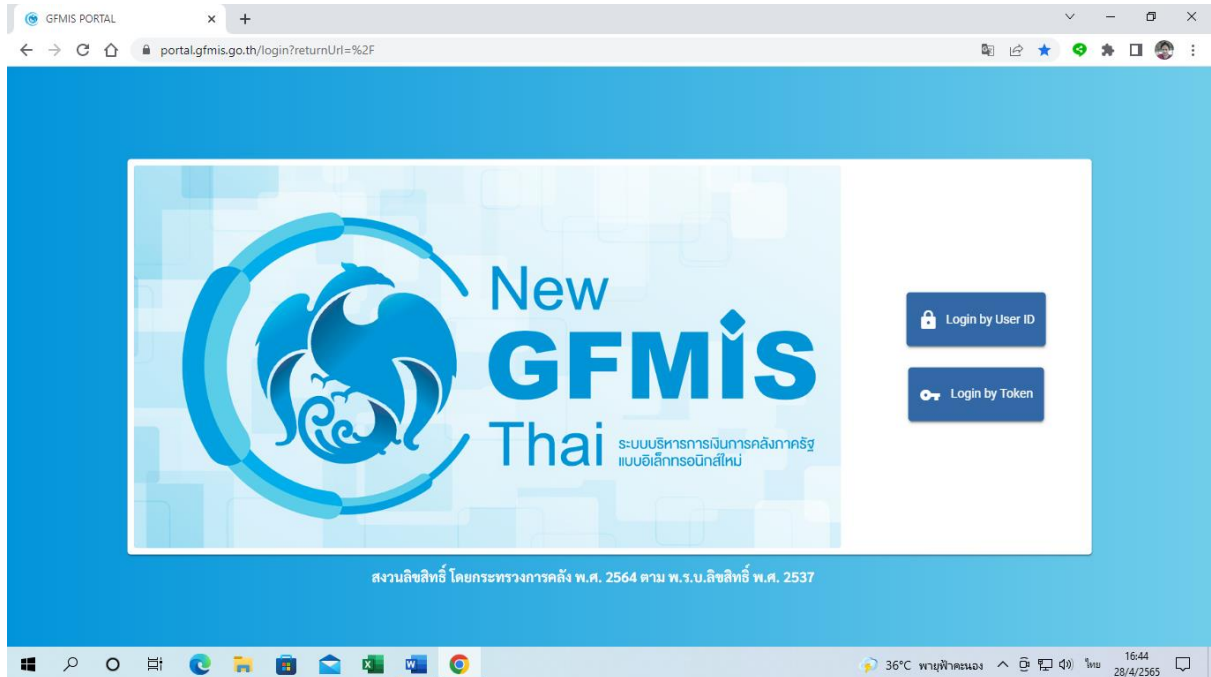 GFMIS PORTAL
portal.gfmis.go.th/login?returnUrl=%2F
New
GFMIS
Thai
ระบบบริหารการเงินการคลังภาครัฐ
แบบอิเล็กทรอนิกส์ใหม่
Login by User ID
Login by Token
สงวนลิขสิทธิ์ โดยกระทรวงการคลัง พ.ศ. 2564 ตาม พ.ร.บ.ลิขสิทธิ์ พ.ศ. 2537
36°C พายุฟ้าคะนอง
ไทย
16:44
28/4/2565